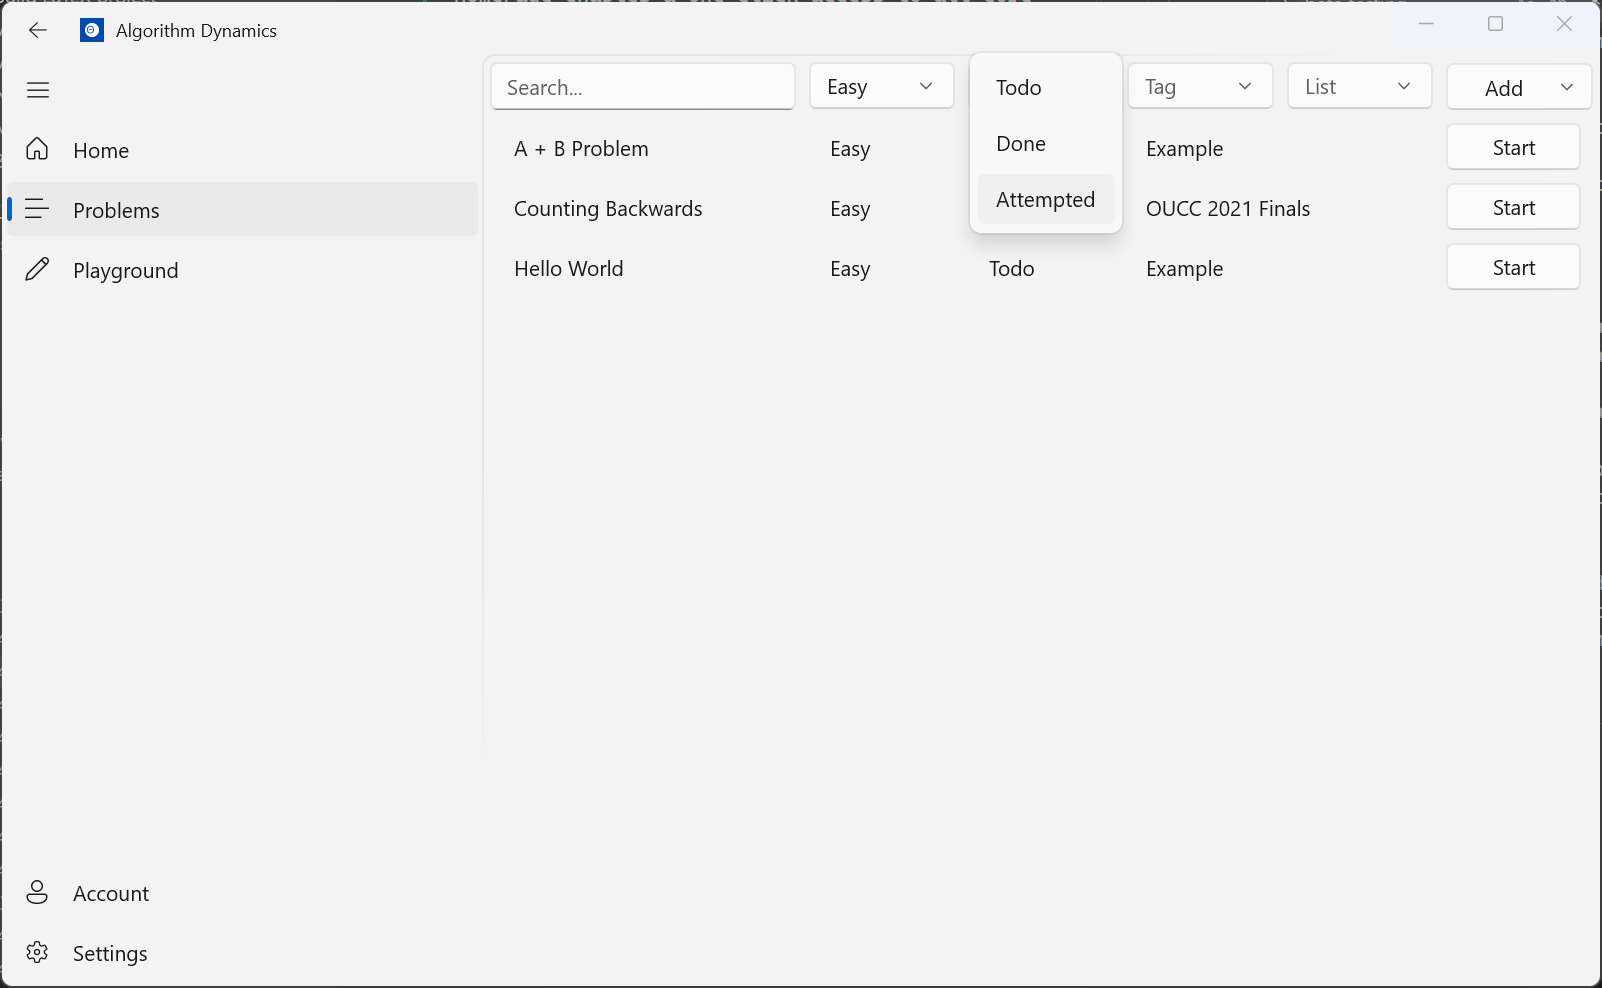 Algorithm Dynamics
Home
Problems
Playground
Account
Settings
Search...
Easy
Todo
Done
Attempted
Tag
List
Add
A + B Problem Easy Example Start
Counting Backwards Easy OUCC 2021 Finals Start
Hello World Easy Todo Example Start